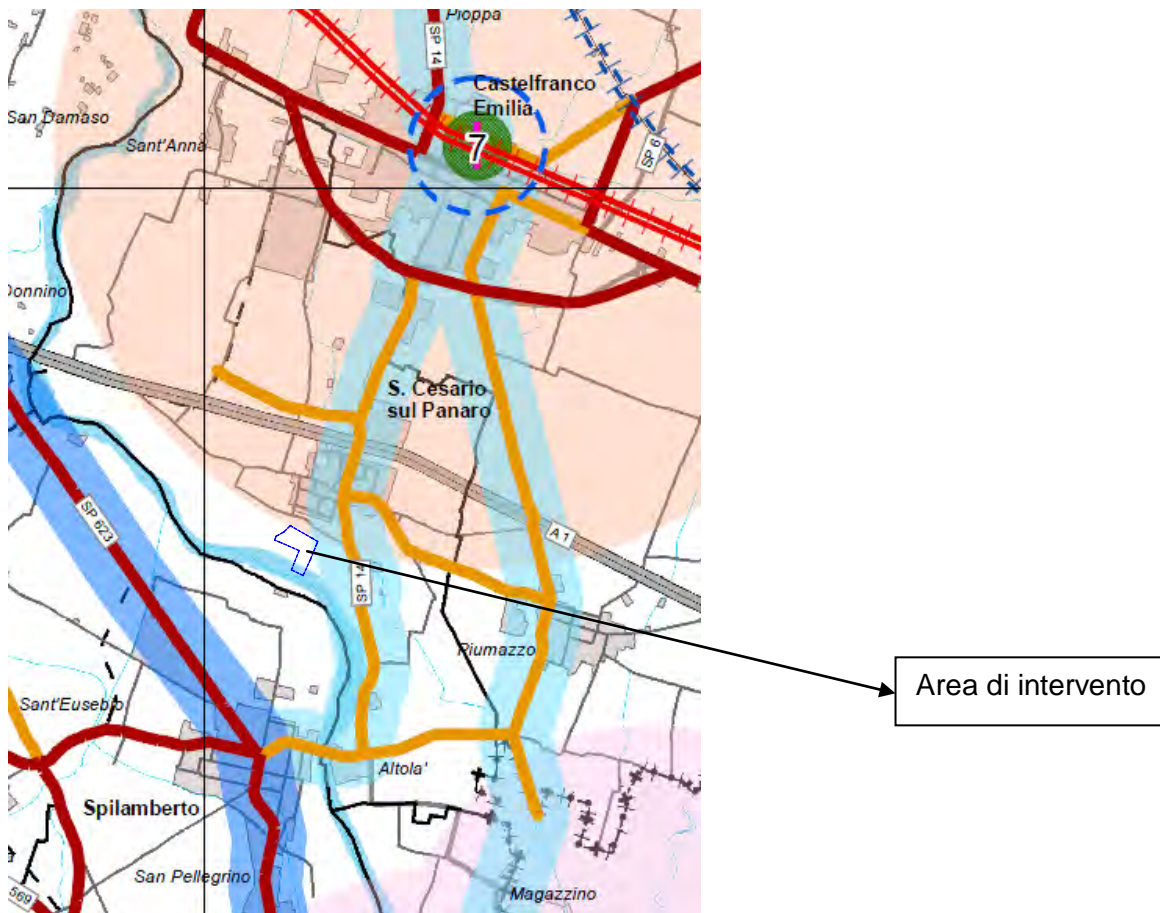 Pioppa
SP 14
Castelfranco
Emilia
San Damaso
Sant'Anna
7
SP 6
Donnino
S. Cesario
sul Panaro
SP 623
A 1
SP 14
Piumazzo
Area di intervento
Sant'Eusebio
Altola'
Spilamberto
San Pellegrino
569
Magazzino